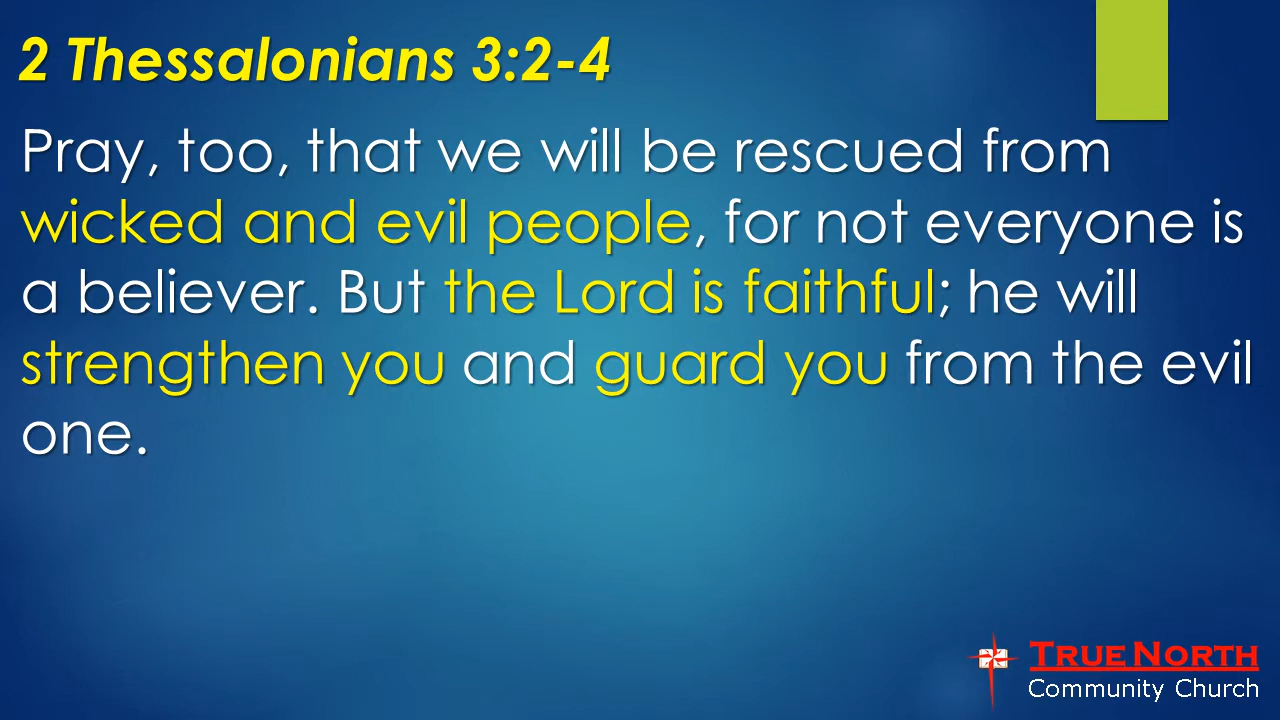 2 Thessalonians 3:2-4
Pray, too, that we will be rescued from
wicked and evil people, for not everyone is
a believer. But the Lord is faithful; he will
strengthen you and guard you from the evil
one.
TRUE NORTH
Community Church